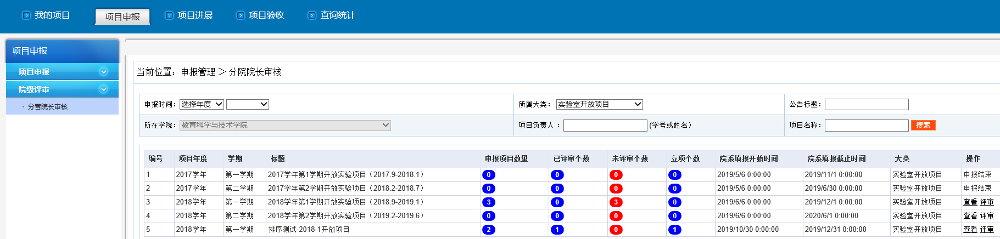 我的项目 项目申报 项目进展 项目验收 查询统计
项目申报
项目申报
院级评审
· 分管院长审核
当前位置：申报管理 > 分院院长审核
申报时间： 选择年度 所属大类： 实验室开放项目 公告标题：
所在学院： 教育科学与技术学院 项目负责人 ： (学号或姓名） 项目名称： 搜索
编号 项目年度 学期 标题 申报项目数量 已评审个数 未评审个数 立项个数 院系填报开始时间 院系填报截止时间 大类 操作
1 2017学年 第一学期 2017学年第1学期开放实验项目（2017.9-2018.1） 0 0 0 0 2019/5/6 0:00:00 2019/11/1 0:00:00 实验室开放项目 申报结束
2 2017学年 第二学期 2017学年第2学期开放实验项目（2018.2-2018.7） 0 0 0 0 2019/5/6 0:00:00 2019/6/30 0:00:00 实验室开放项目 申报结束
3 2018学年 第一学期 2018学年第1学期开放实验项目（2018.9-2019.1） 3 0 3 0 2019/6/6 0:00:00 2019/12/1 0:00:00 实验室开放项目 查看 评审
4 2018学年 第二学期 2018学年第2学期开放实验项目（2019.2-2019.6） 0 0 0 0 2019/6/6 0:00:00 2020/6/1 0:00:00 实验室开放项目 查看 评审
5 2018学年 第一学期 排序测试-2018-1开放项目 2 1 0 1 2019/10/30 0:00:00 2019/12/31 0:00:00 实验室开放项目 查看 评审